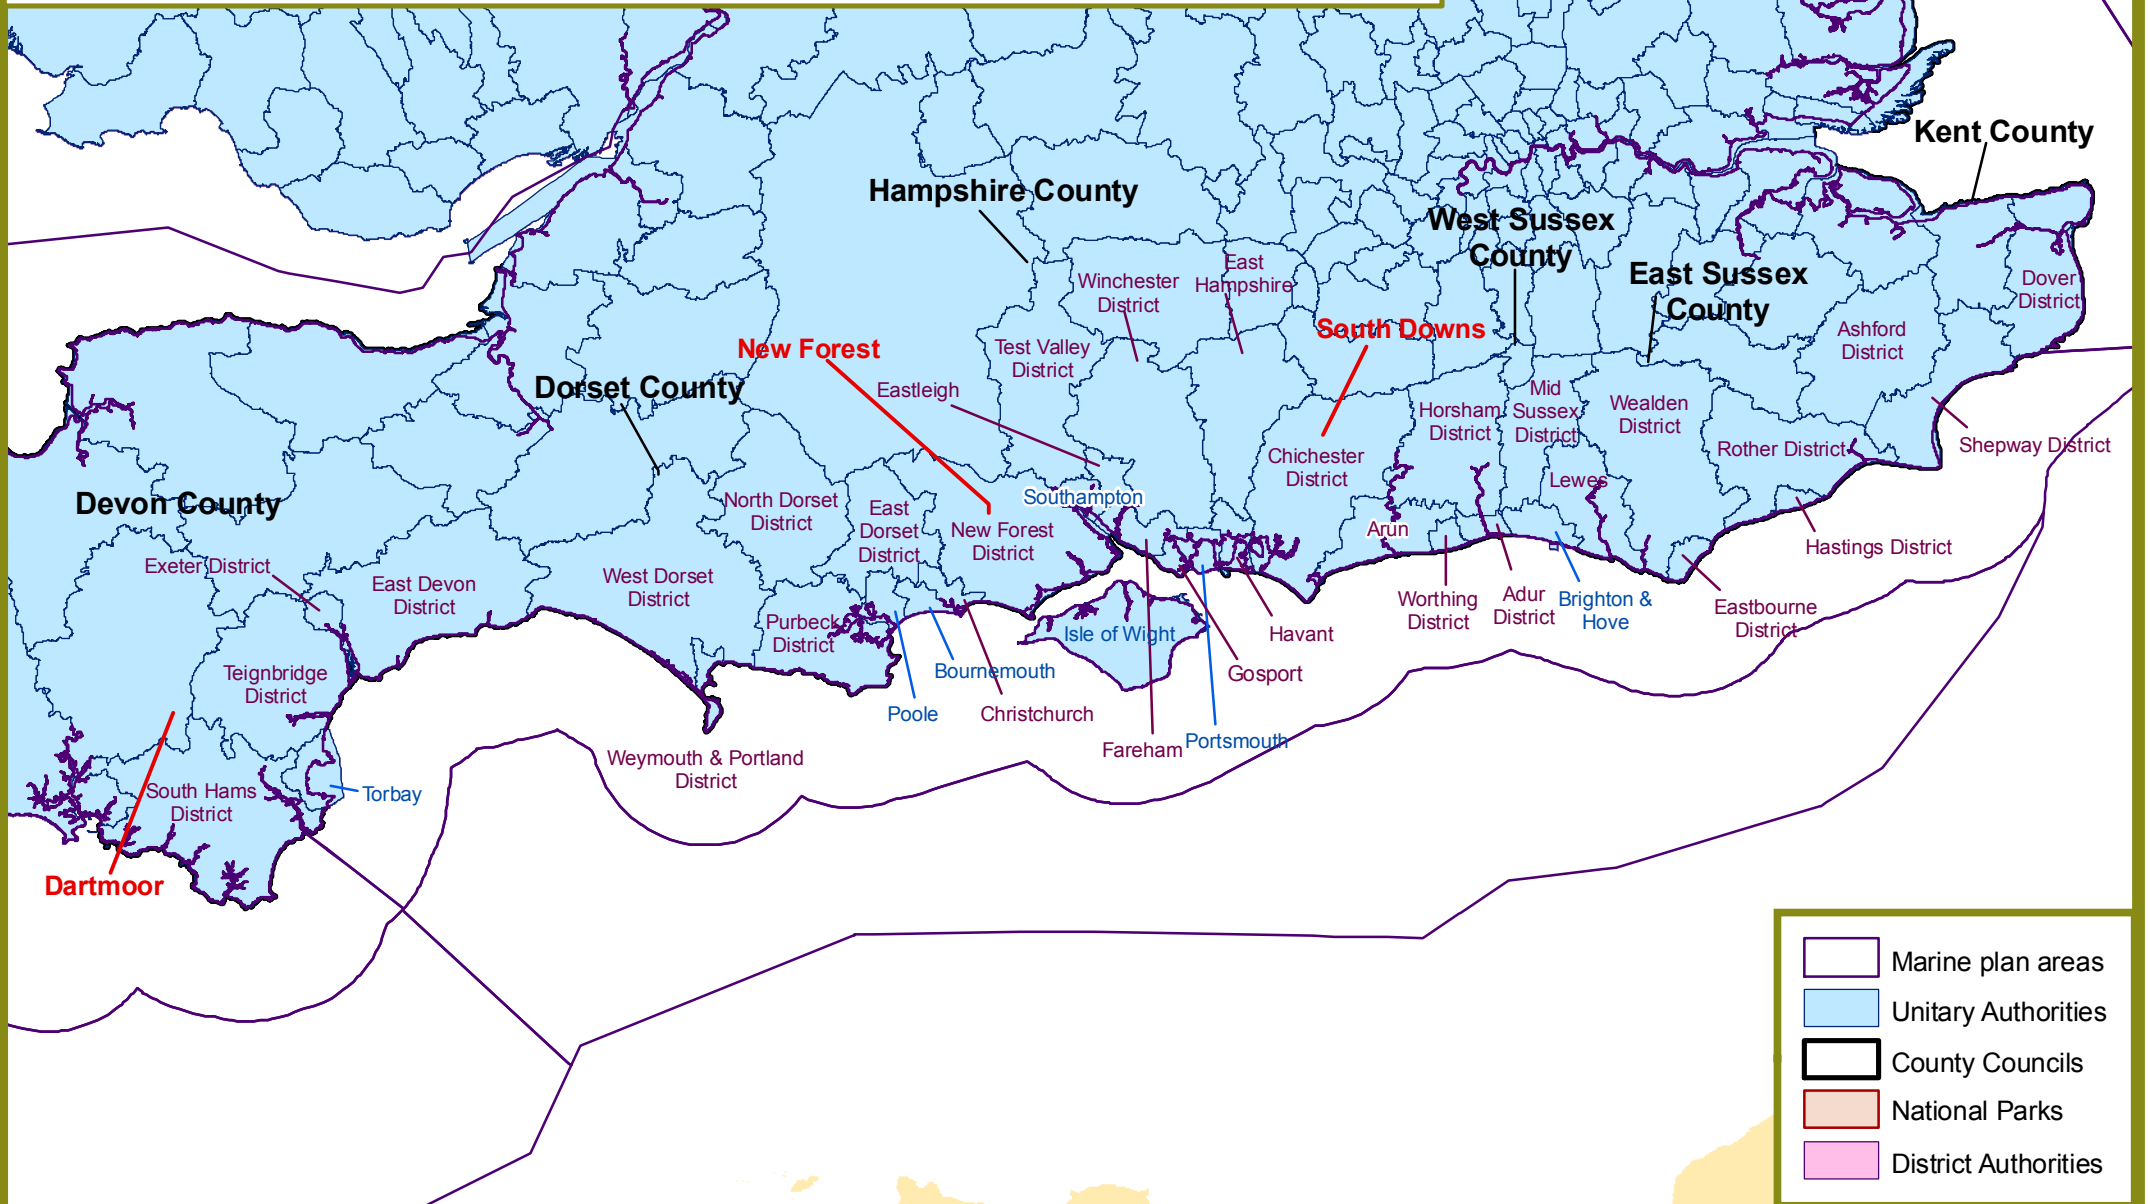 Kent County
Hampshire County
West Sussex
County
East Sussex
County
Winchester
District
East
Hampshire
Dover
District
South Downs
Ashford
District
New Forest
Test Valley
District
Dorset County
Eastleigh
Horsham
District
Mid
Sussex
District
Wealden
District
Rother District
Shepway District
Chichester
District
Lewes
Devon County
North Dorset
District
East
Dorset
District
Southampton
New Forest
District
Arun
Hastings District
Exeter District
East Devon
District
West Dorset
District
Purbeck
District
Isle of Wight
Havant
Worthing
District
Adur
District
Brighton &
Hove
Eastbourne
District
Teignbridge
District
Bournemouth
Gosport
Poole
Christchurch
Fareham
Portsmouth
Weymouth & Portland
District
South Hams
District
Torbay
Dartmoor
Marine plan areas
Unitary Authorities
County Councils
National Parks
District Authorities